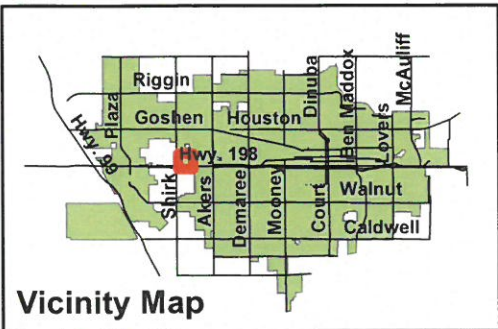 Riggin
Plaza
Goshen
Houston
Dinuba
Ben Maddox
Lovers
McAuliff
Hwy. 99
Hwy. 198
Shirk
Akers
Demaree
Mooney
Court
Walnut
Caldwell
Vicinity Map